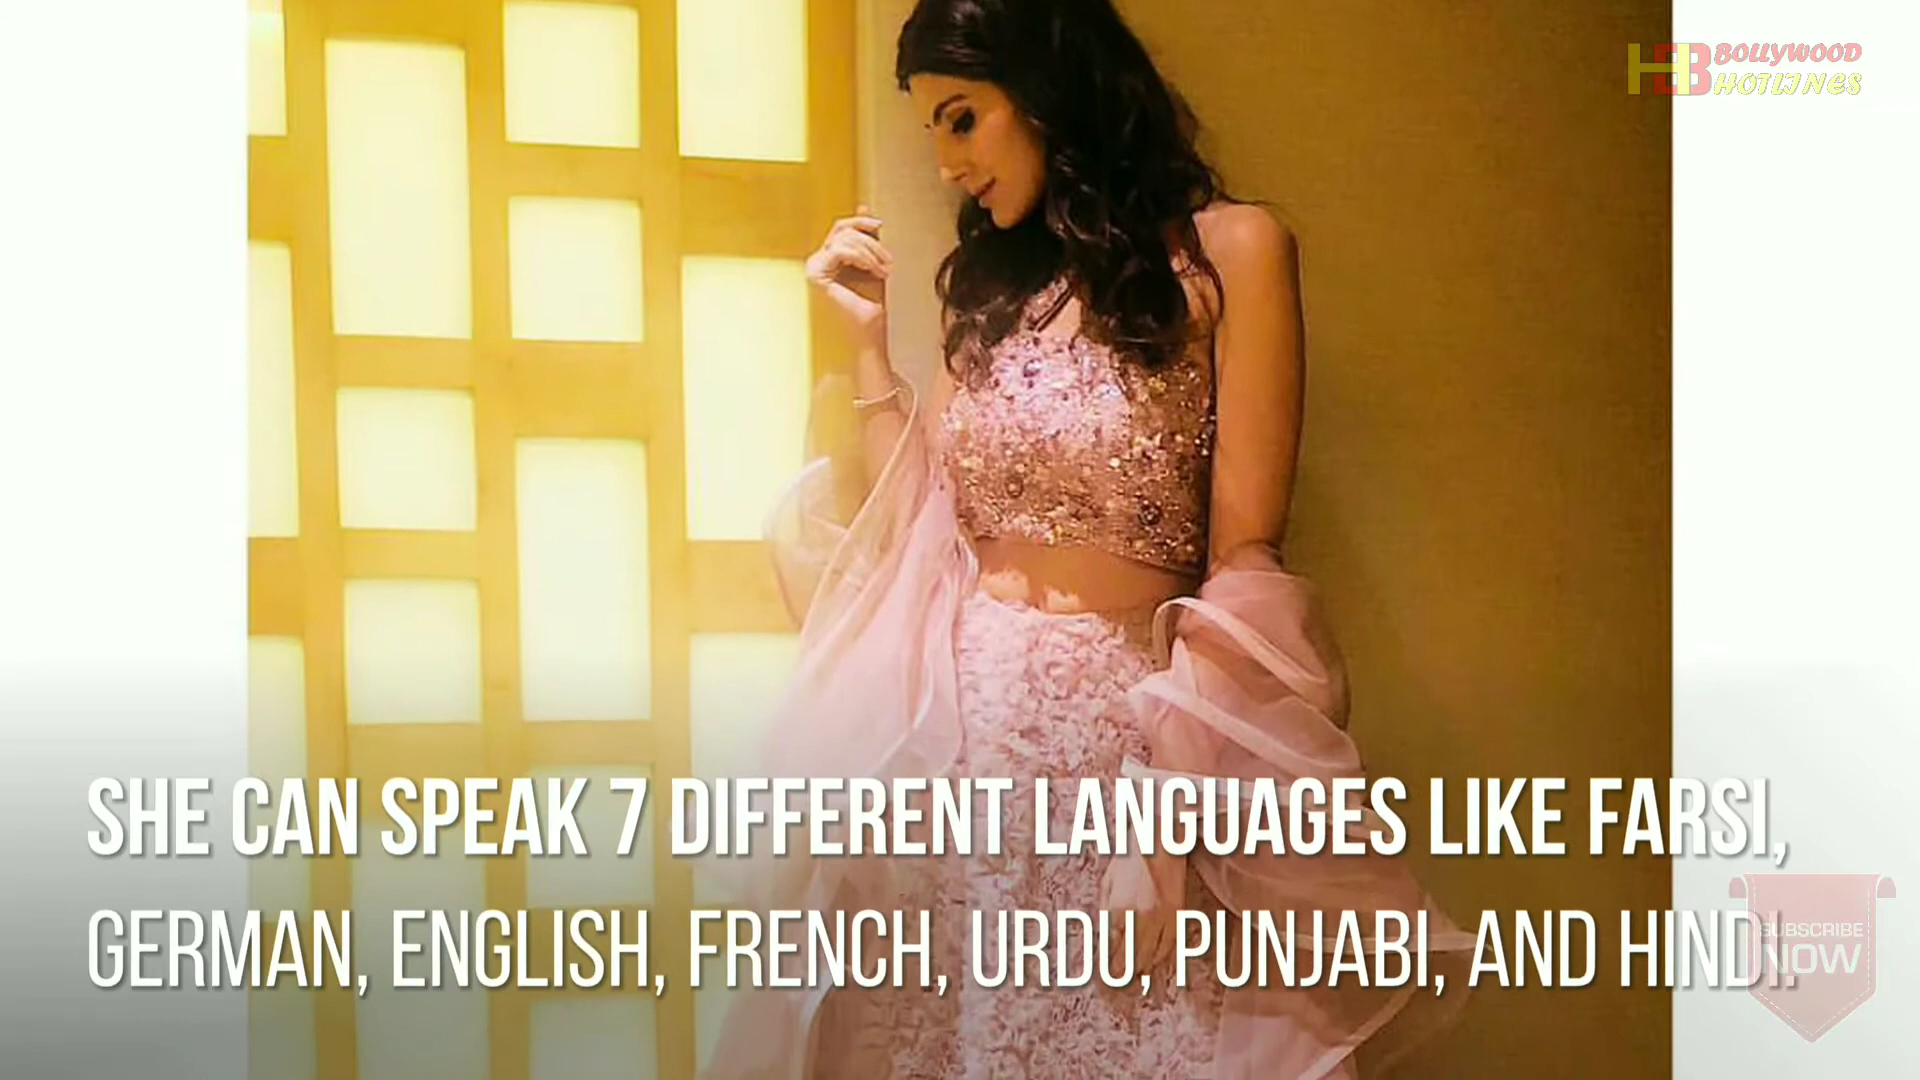 BOLLYWOOD
HOTLINES
SHE CAN SPEAK 7 DIFFERENT LANGUAGES LIKE FARSI,
GERMAN, ENGLISH, FRENCH, URDU, PUNJABI, AND HINDI.
SUBSCRIBE
NOW